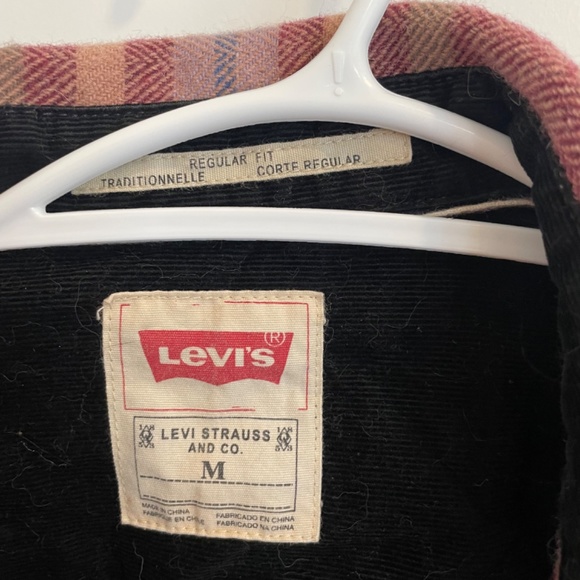 REGULAR FIT
TRADITIONNELLE CORTE REGULAR
LEVI'S ®
LEVI STRAUSS
AND CO.
M
MADE IN CHINA FABRICADO EN CHINA
FABRIQUÉ EN CHINE FABRICADO NA CHINA